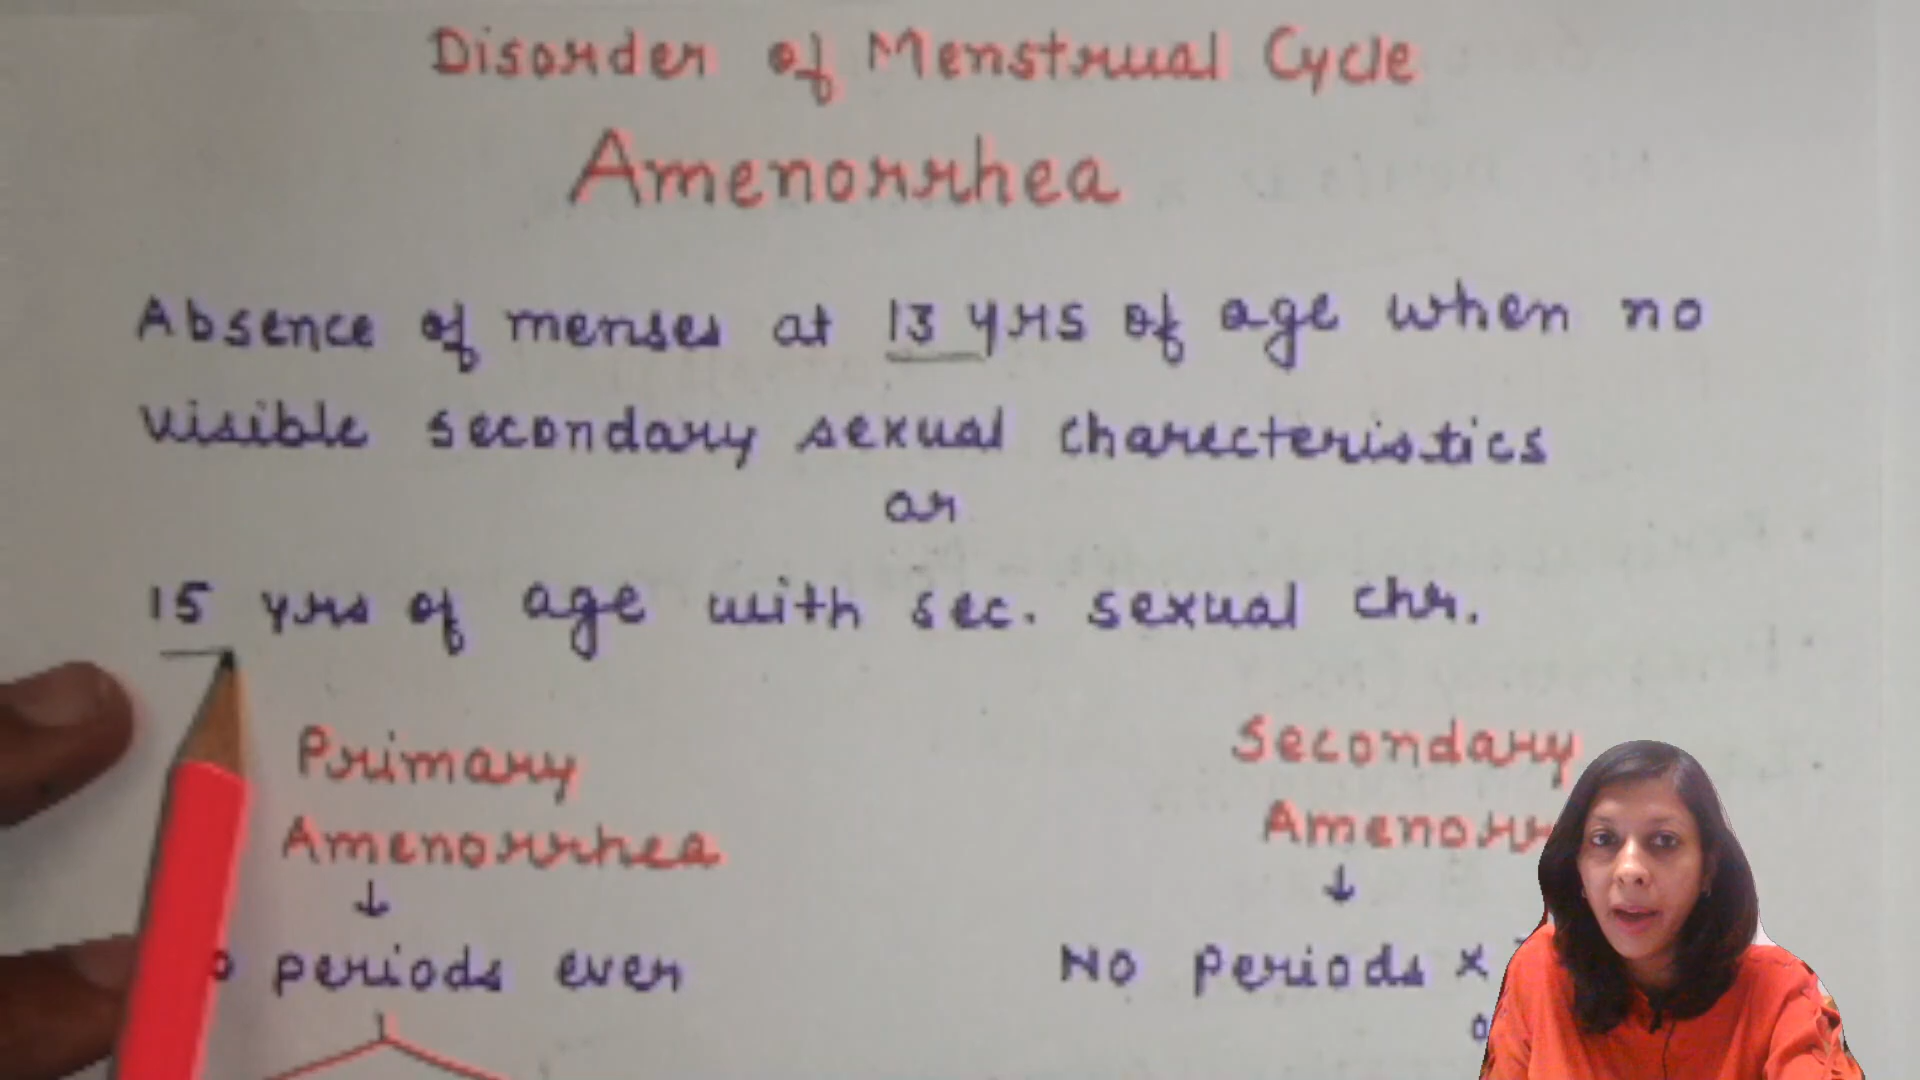 Disorder of Menstrual Cycle
Amenorrhea
Absence of menses at 13 yrs of age when no
visible secondary sexual charecteristics
or
15 yrs of age with sec. sexual chr.
Primary
Amenorrhea
↓
periods ever
Secondary
↓
No periods x